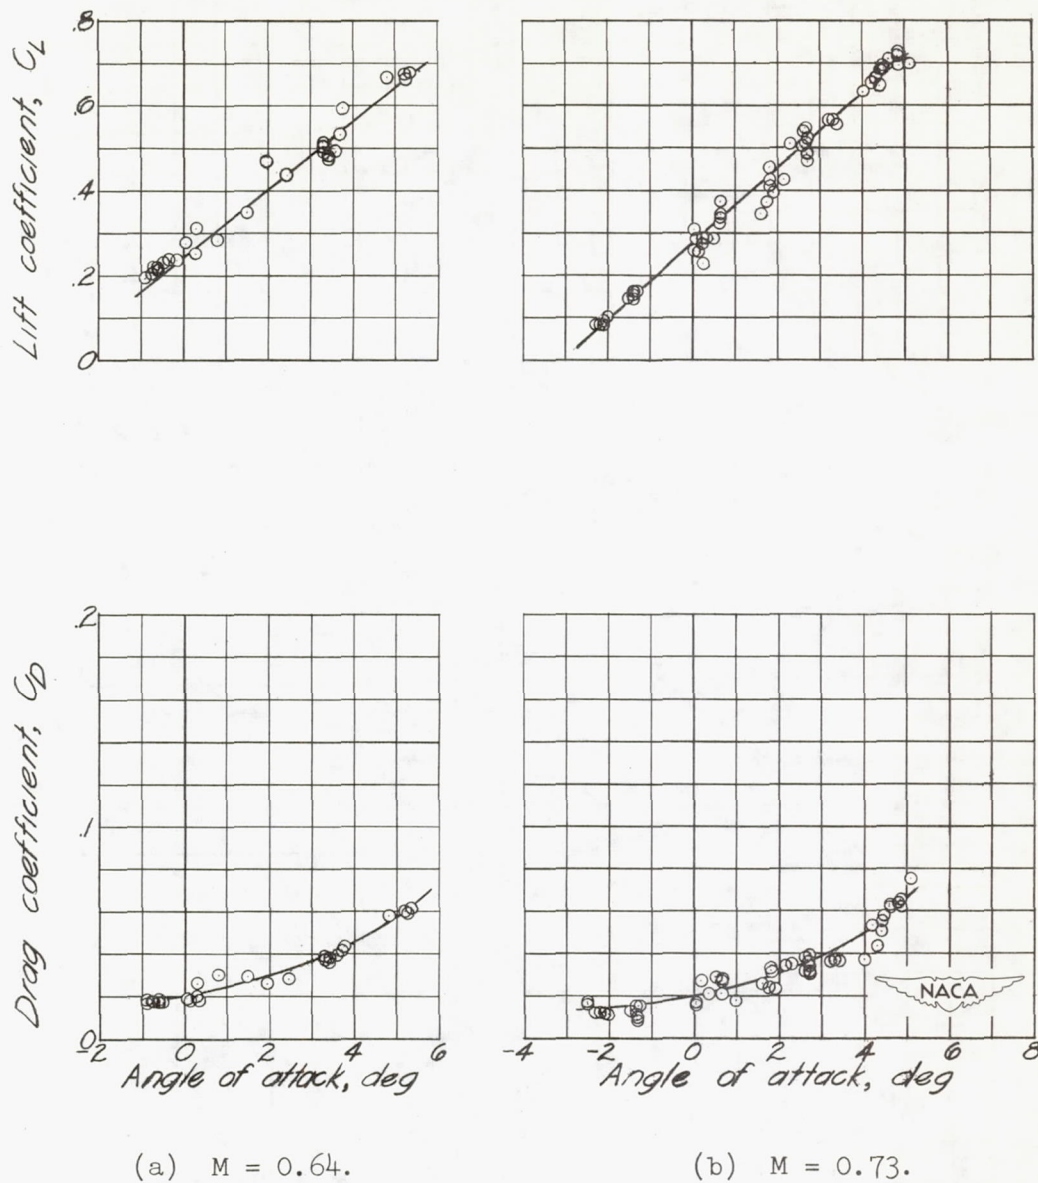 Lift coefficient, C_L
.8
.6
.4
.2
0
Drag coefficient, C_D
.2
.1
0
-2 0 2 4 6
Angle of attack, deg
-4 -2 0 2 4 6 8
Angle of attack, deg
NACA
(a) M = 0.64.
(b) M = 0.73.